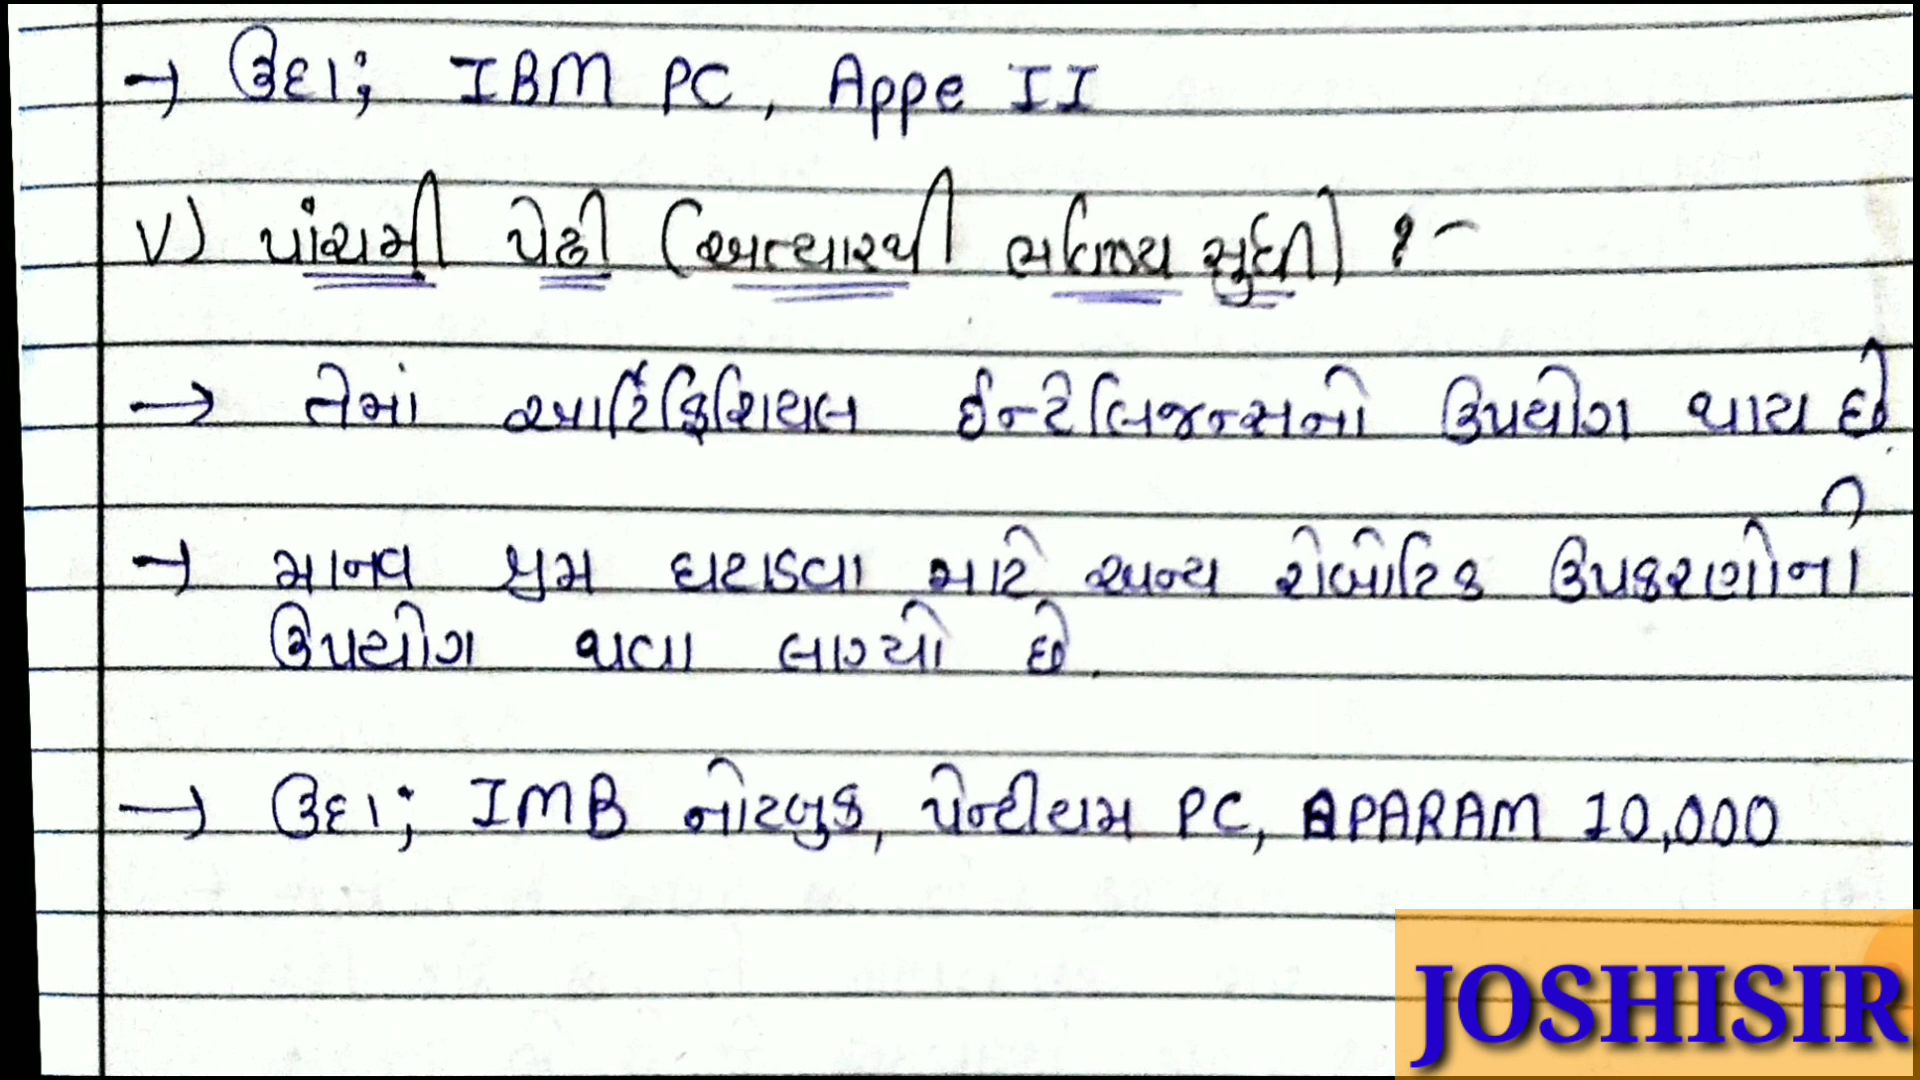 → ઉદા; IBM PC, Appe II
V) પાંચમી પેઢી (અત્યારથી ભવિષ્ય સુધી) :-
→ તેમાં આર્ટિફિશિયલ ઈન્ટેલિજન્સનો ઉપયોગ થાય છે.
→ માનવ શ્રમ ઘટાડવા માટે અન્ય રોબોટિક ઉપકરણોની
ઉપયોગ થવા લાગ્યો છે.
→ ઉદા; IMB નોટબુક, પેન્ટીયમ PC, PARAM 10,000
JOSHISIR